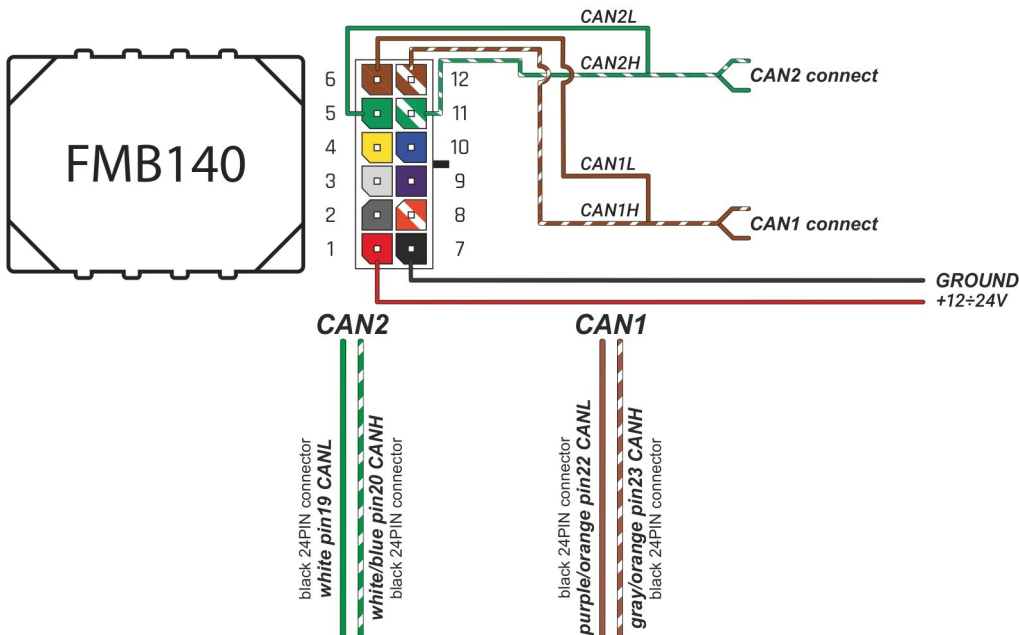 CAN2L
6
12
CAN2H
CAN2 connect
5
11
FMB140
4
10
3
9
CAN1L
2
8
CAN1H
CAN1 connect
1
7
GROUND
+12÷24V
CAN2
CAN1
black 24PIN connector
white pin19 CANL
white/blue pin20 CANH
black 24PIN connector
black 24PIN connector
purple/orange pin22 CANL
gray/orange pin23 CANH
black 24PIN connector